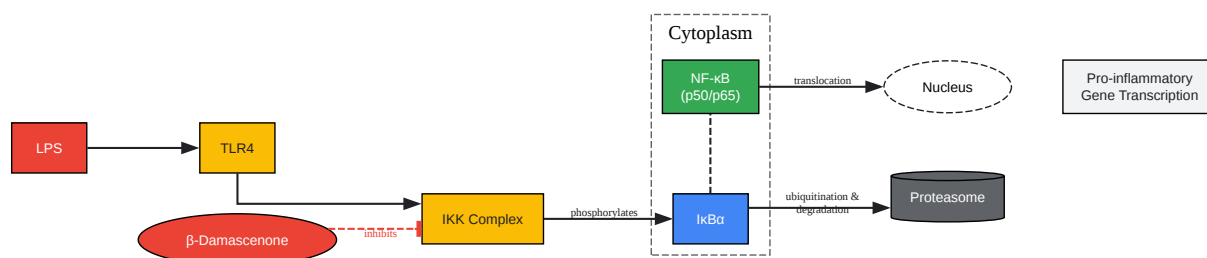 Cytoplasm
NF-κB
(p50/p65)
translocation
Nucleus
Pro-inflammatory
Gene Transcription
LPS
TLR4
IKK Complex
phosphorylates
IκBα
ubiquitination &
degradation
Proteasome
β-Damascenone
inhibits